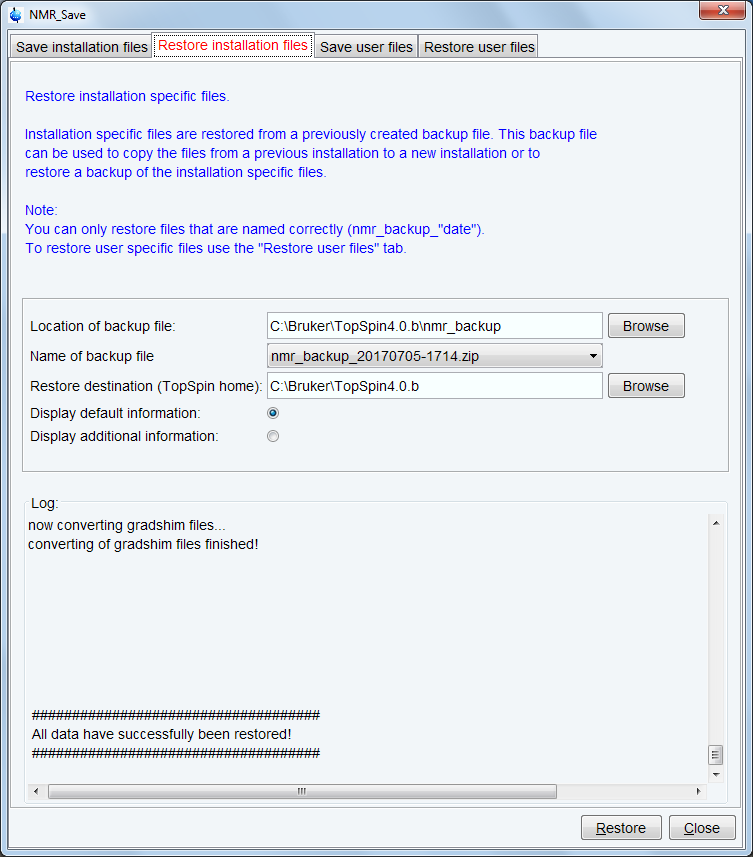 NMR_Save
Save installation files Restore installation files Save user files Restore user files
Restore installation specific files.
Installation specific files are restored from a previously created backup file. This backup file
can be used to copy the files from a previous installation to a new installation or to
restore a backup of the installation specific files.
Note:
You can only restore files that are named correctly (nmr_backup_"date").
To restore user specific files use the "Restore user files" tab.
Location of backup file: C:\Bruker\TopSpin4.0.b\nmr_backup Browse
Name of backup file nmr_backup_20170705-1714.zip
Restore destination (TopSpin home): C:\Bruker\TopSpin4.0.b Browse
Display default information:
Display additional information:
Log:
now converting gradshim files...
converting of gradshim files finished!
####################################
All data have successfully been restored!
####################################
Restore Close